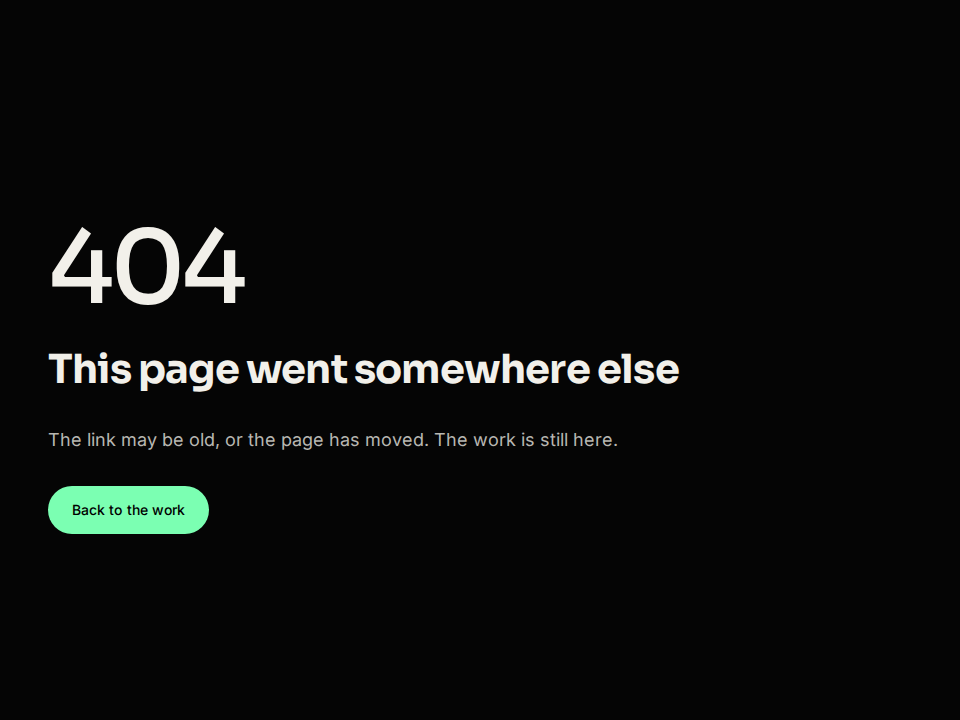 404
This page went somewhere else
The link may be old, or the page has moved. The work is still here.
Back to the work